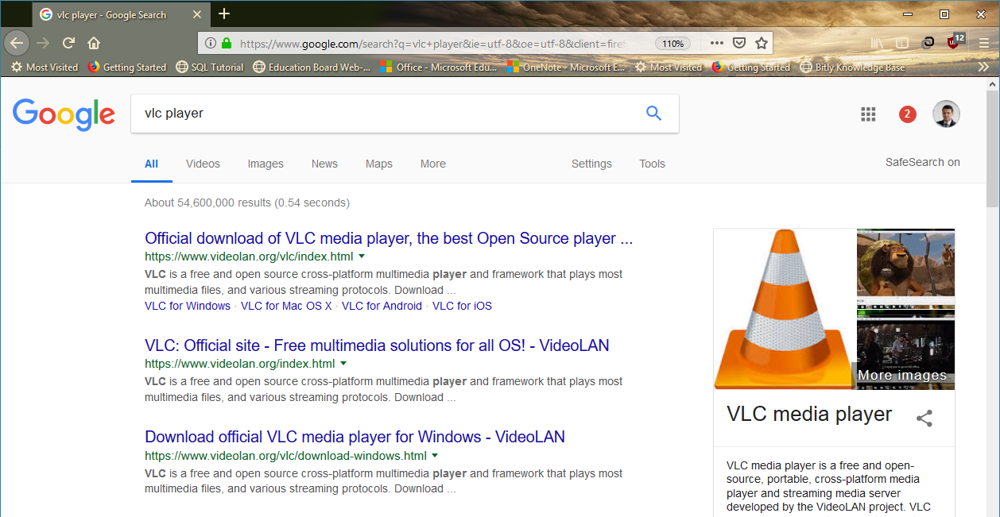 vlc player - Google Search
https://www.google.com/search?q=vlc+player&ie=utf-8&oe=utf-8&client=firef
110%
12
Most Visited
Getting Started
SQL Tutorial
Education Board Web-...
Office - Microsoft Edu...
OneNote - Microsoft E...
Most Visited
Getting Started
Bitly Knowledge Base
Google
vlc player
2
All
Videos
Images
News
Maps
More
Settings
Tools
SafeSearch on
About 54,600,000 results (0.54 seconds)
Official download of VLC media player, the best Open Source player ...
https://www.videolan.org/vlc/index.html
VLC is a free and open source cross-platform multimedia player and framework that plays most
multimedia files, and various streaming protocols. Download ...
VLC for Windows · VLC for Mac OS X · VLC for Android · VLC for iOS
VLC: Official site - Free multimedia solutions for all OS! - VideoLAN
https://www.videolan.org/index.html
VLC is a free and open source cross-platform multimedia player and framework that plays most
multimedia files, and various streaming protocols. Download ...
Download official VLC media player for Windows - VideoLAN
https://www.videolan.org/vlc/download-windows.html
VLC is a free and open source cross-platform multimedia player and framework that plays most
multimedia files, and various streaming protocols. Download ...
More images
VLC media player
VLC media player is a free and open-
source, portable, cross-platform media
player and streaming media server
developed by the VideoLAN project. VLC